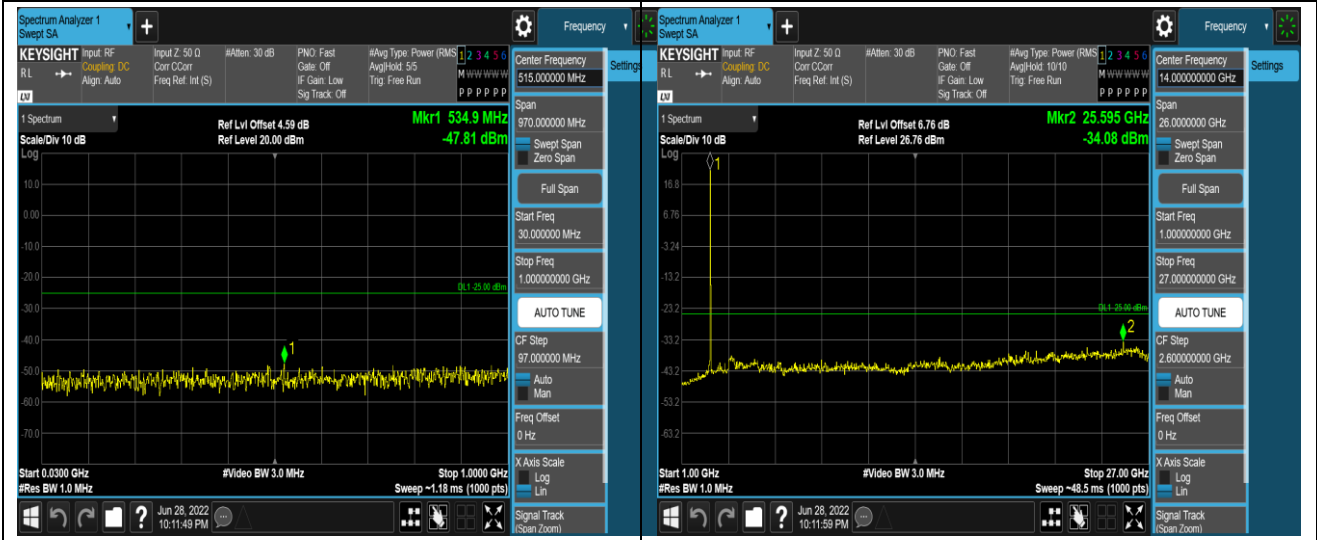 Spectrum Analyzer 1
Swept SA
+
Frequency
KEYSIGHT
RL
LXI
Input: RF
Coupling: DC
Align: Auto
Input Z: 50 Ω
Corr CCorr
Freq Ref: Int (S)
#Atten: 30 dB
PNO: Fast
Gate: Off
IF Gain: Low
Sig Track: Off
#Avg Type: Power (RMS
Avg|Hold: 5/5
Trig: Free Run
1 2 3 4 5 6
M W W W W W
P P P P P P
Center Frequency
515.000000 MHz
Settings
Span
970.000000 MHz
Swept Span
Zero Span
Full Span
Start Freq
30.000000 MHz
Stop Freq
1.000000000 GHz
AUTO TUNE
CF Step
97.000000 MHz
Auto
Man
Freq Offset
0 Hz
X Axis Scale
Log
Lin
Signal Track
(Span Zoom)
1 Spectrum
Scale/Div 10 dB
Log
Ref Lvl Offset 4.59 dB
Ref Level 20.00 dBm
Mkr1 534.9 MHz
-47.81 dBm
10.0
0.00
-10.0
-20.0
DL1 -25.00 dBm
-30.0
-40.0
1
-50.0
-60.0
-70.0
Start 0.0300 GHz
#Res BW 1.0 MHz
#Video BW 3.0 MHz
Stop 1.0000 GHz
Sweep ~1.18 ms (1000 pts)
?
Jun 28, 2022
10:11:49 PM
Spectrum Analyzer 1
Swept SA
+
Frequency
KEYSIGHT
RL
LXI
Input: RF
Coupling: DC
Align: Auto
Input Z: 50 Ω
Corr CCorr
Freq Ref: Int (S)
#Atten: 30 dB
PNO: Fast
Gate: Off
IF Gain: Low
Sig Track: Off
#Avg Type: Power (RMS
Avg|Hold: 10/10
Trig: Free Run
1 2 3 4 5 6
M W W W W W
P P P P P P
Center Frequency
14.000000000 GHz
Settings
Span
26.0000000 GHz
Swept Span
Zero Span
Full Span
Start Freq
1.000000000 GHz
Stop Freq
27.000000000 GHz
AUTO TUNE
CF Step
2.600000000 GHz
Auto
Man
Freq Offset
0 Hz
X Axis Scale
Log
Lin
Signal Track
(Span Zoom)
1 Spectrum
Scale/Div 10 dB
Log
Ref Lvl Offset 6.76 dB
Ref Level 26.76 dBm
Mkr2 25.595 GHz
-34.08 dBm
1
16.8
6.76
-3.24
-13.2
-23.2
DL1 -25.00 dBm
2
-33.2
-43.2
-53.2
-63.2
Start 1.00 GHz
#Res BW 1.0 MHz
#Video BW 3.0 MHz
Stop 27.00 GHz
Sweep ~48.5 ms (1000 pts)
?
Jun 28, 2022
10:11:59 PM